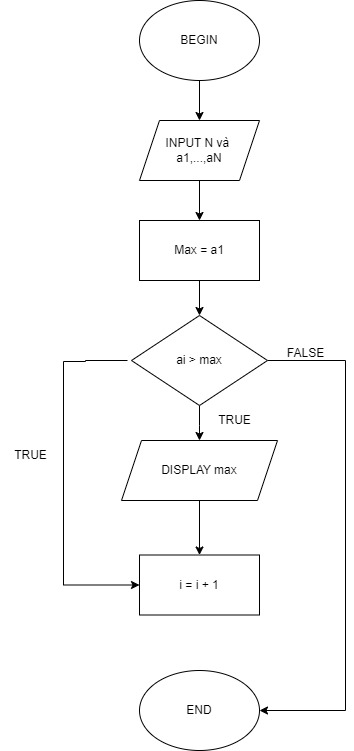 BEGIN
INPUT N và
a1,...,aN
Max = a1
ai > max
FALSE
TRUE
TRUE
DISPLAY max
i = i + 1
END